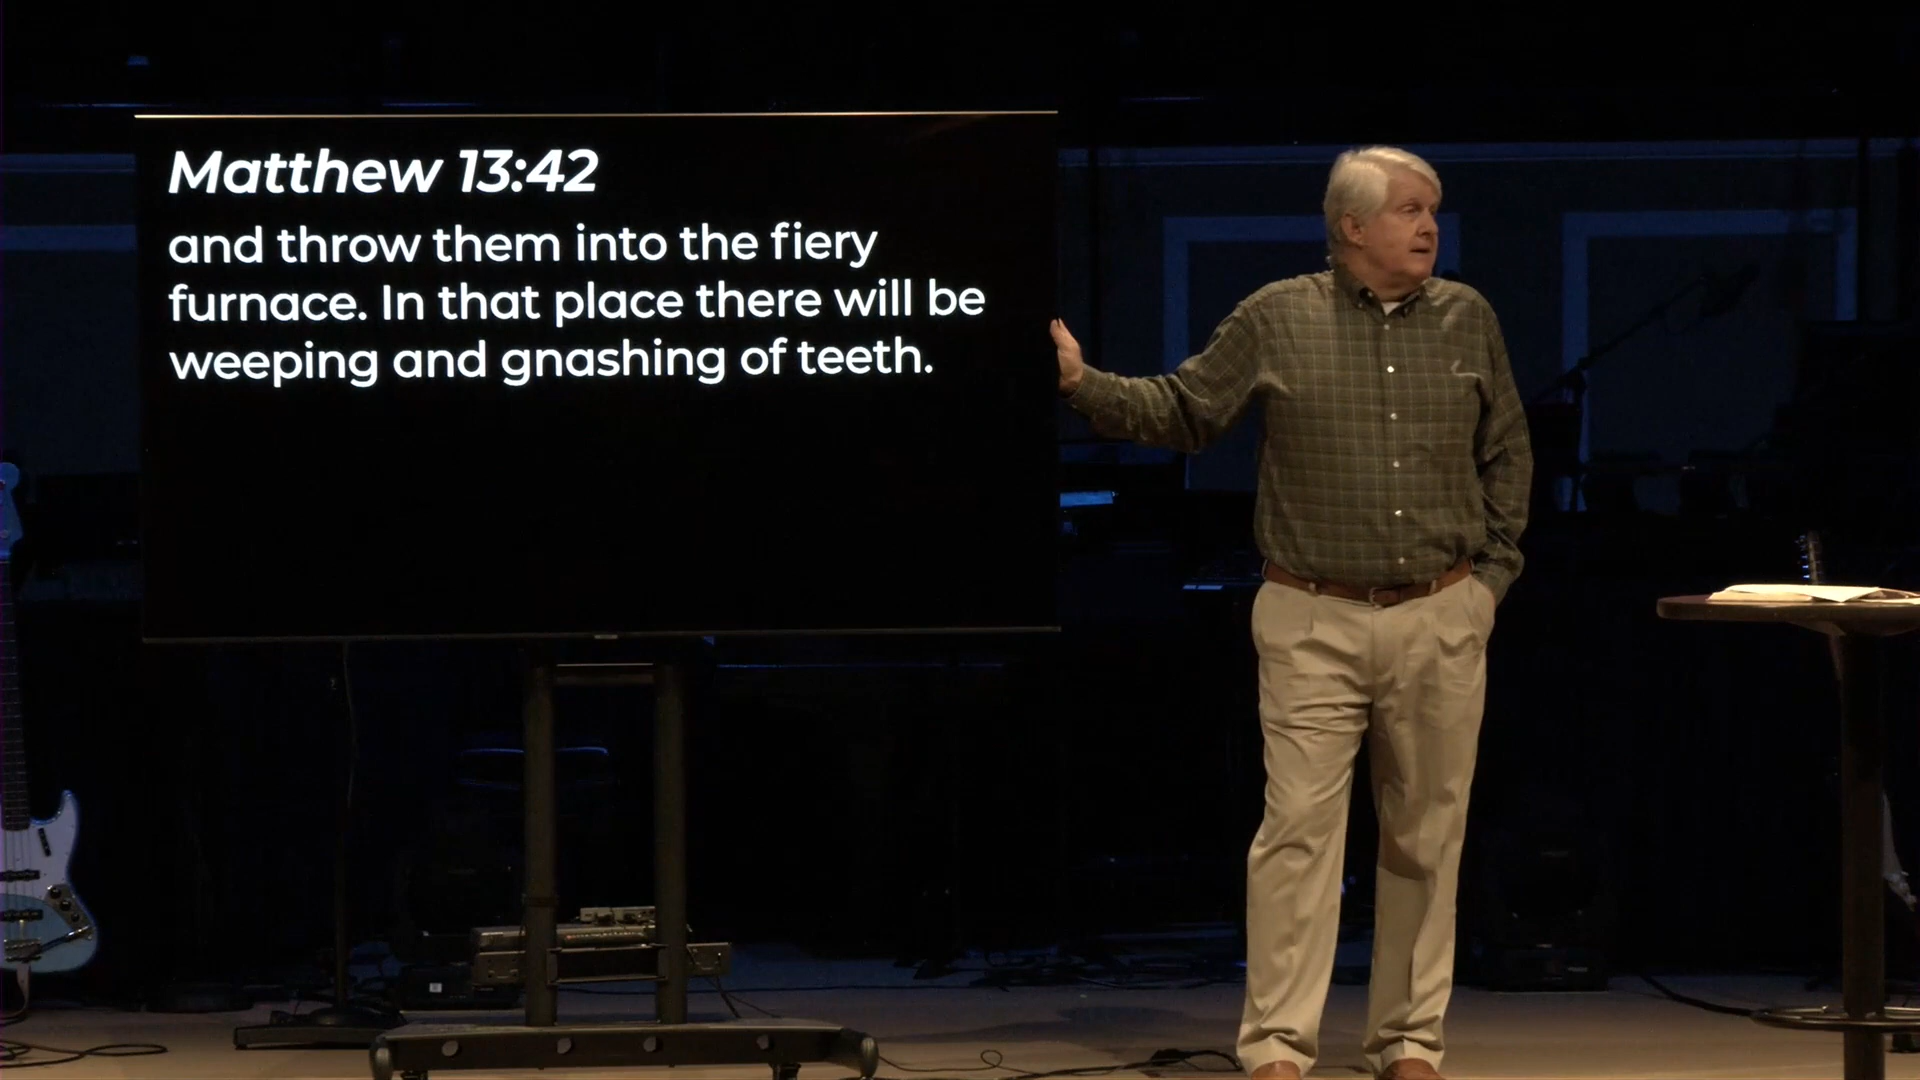 Matthew 13:42
and throw them into the fiery
furnace. In that place there will be
weeping and gnashing of teeth.